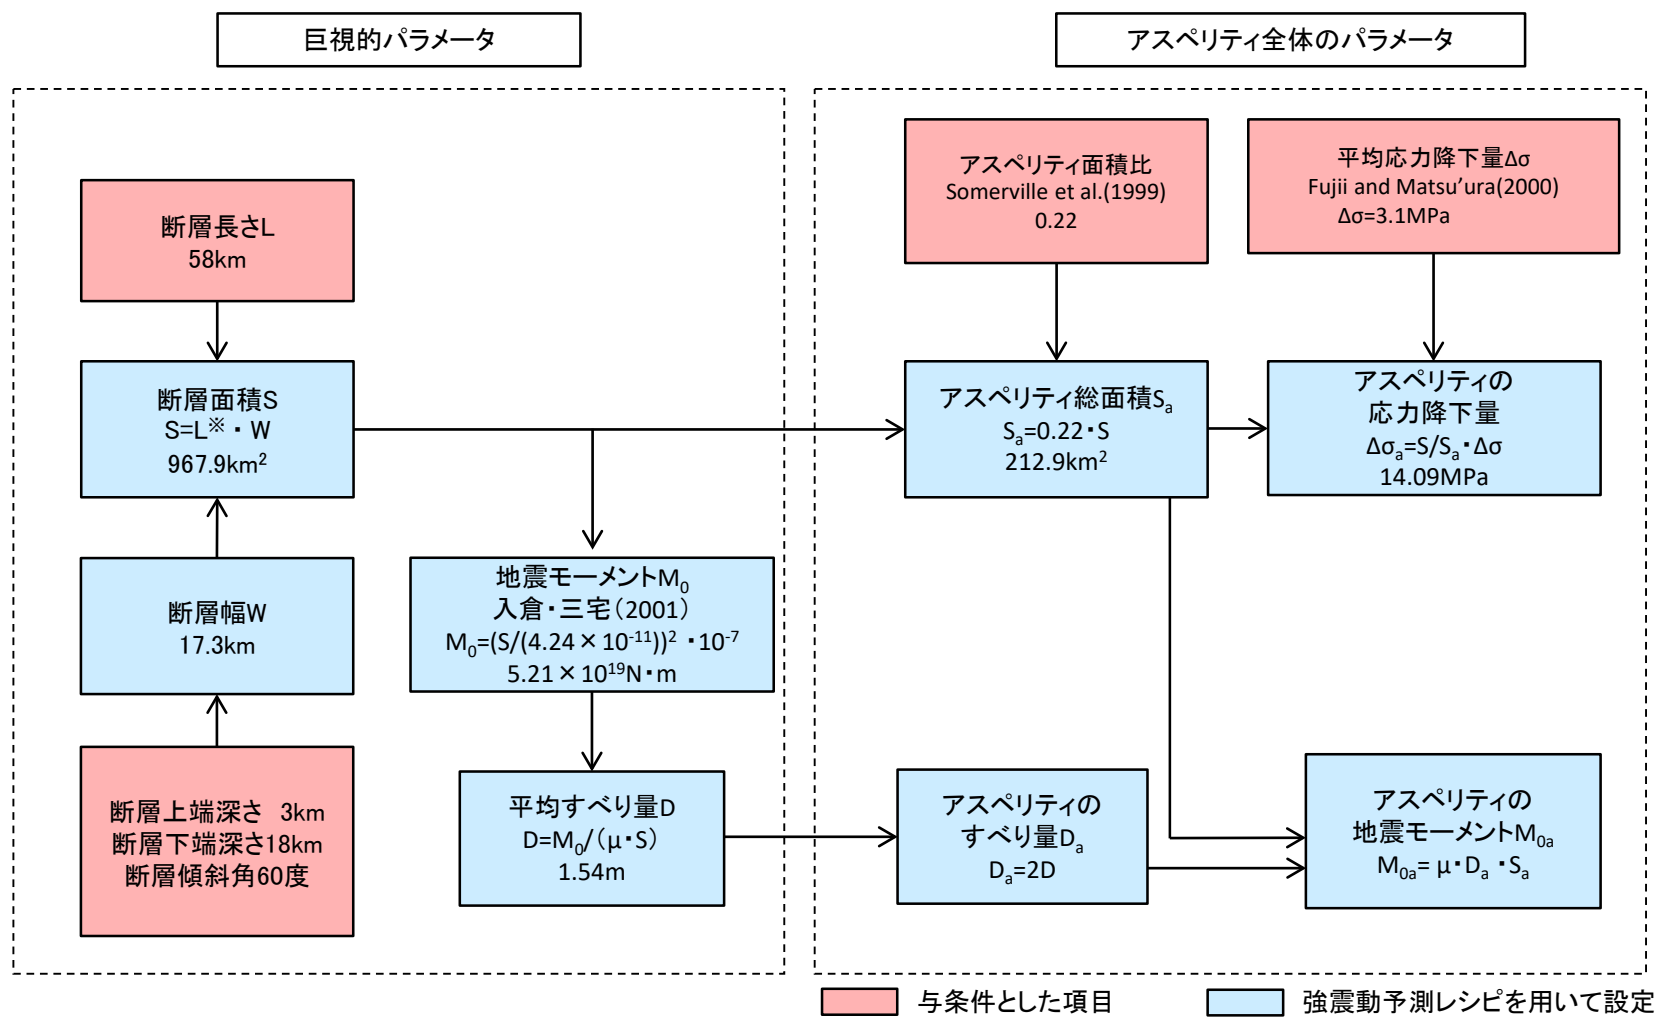 巨視的パラメータ
アスペリティ全体のパラメータ
断層長さL
58km
断層面積S
S=L※・W
967.9km²
断層幅W
17.3km
断層上端深さ 3km
断層下端深さ18km
断層傾斜角60度
地震モーメントM₀
入倉・三宅(2001)
M₀=(S/(4.24×10⁻¹¹))²・10⁻⁷
5.21×10¹⁹N・m
平均すべり量D
D=M₀/(μ・S)
1.54m
アスペリティ面積比
Somerville et al.(1999)
0.22
平均応力降下量Δσ
Fujii and Matsu’ura(2000)
Δσ=3.1MPa
アスペリティ総面積Sₐ
Sₐ=0.22・S
212.9km²
アスペリティの
応力降下量
Δσₐ=S/Sₐ・Δσ
14.09MPa
アスペリティの
すべり量Dₐ
Dₐ=2D
アスペリティの
地震モーメントM₀ₐ
M₀ₐ= μ・Dₐ・Sₐ
与条件とした項目
強震動予測レシピを用いて設定